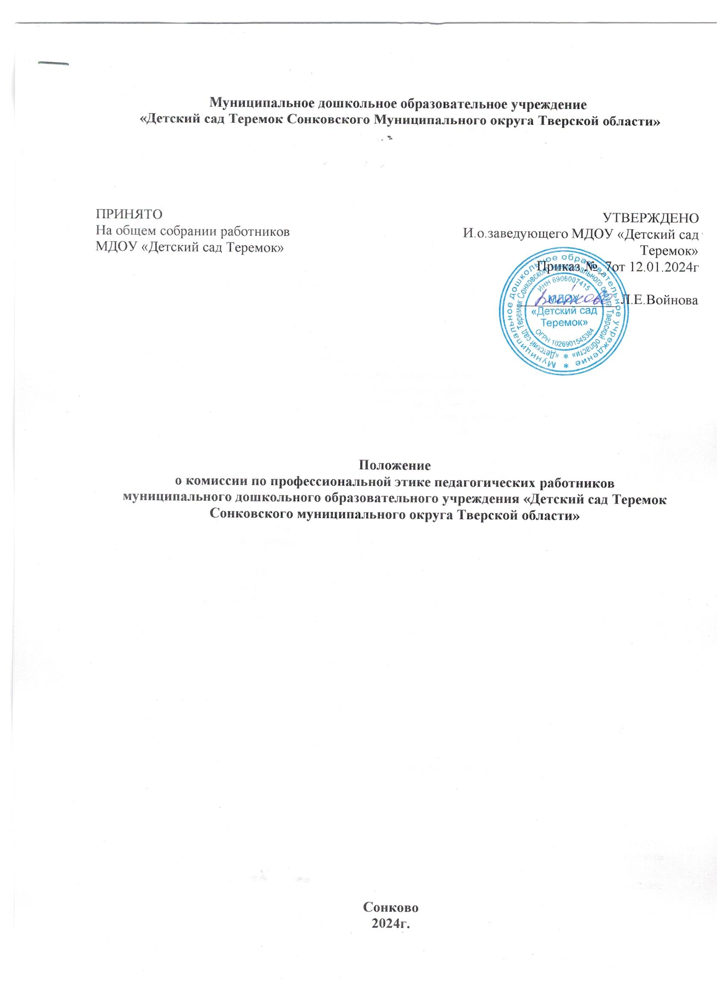 Муниципальное дошкольное образовательное учреждение
«Детский сад Теремок Сонковского Муниципального округа Тверской области»
ПРИНЯТО
На общем собрании работников
МДОУ «Детский сад Теремок»
УТВЕРЖДЕНО
И.о.заведующего МДОУ «Детский сад
Теремок»
Приказ №_7от 12.01.2024г
Л.Е.Войнова
Муниципальное дошкольное образовательное учреждение *
«Детский сад Теремок Сонковского муниципального округа Тверской области» *
ИНН 6906007415
МДОУ
«Детский сад
Теремок»
ОГРН 1026901545384
Положение
о комиссии по профессиональной этике педагогических работников
муниципального дошкольного образовательного учреждения «Детский сад Теремок
Сонковского муниципального округа Тверской области»
Сонково
2024г.